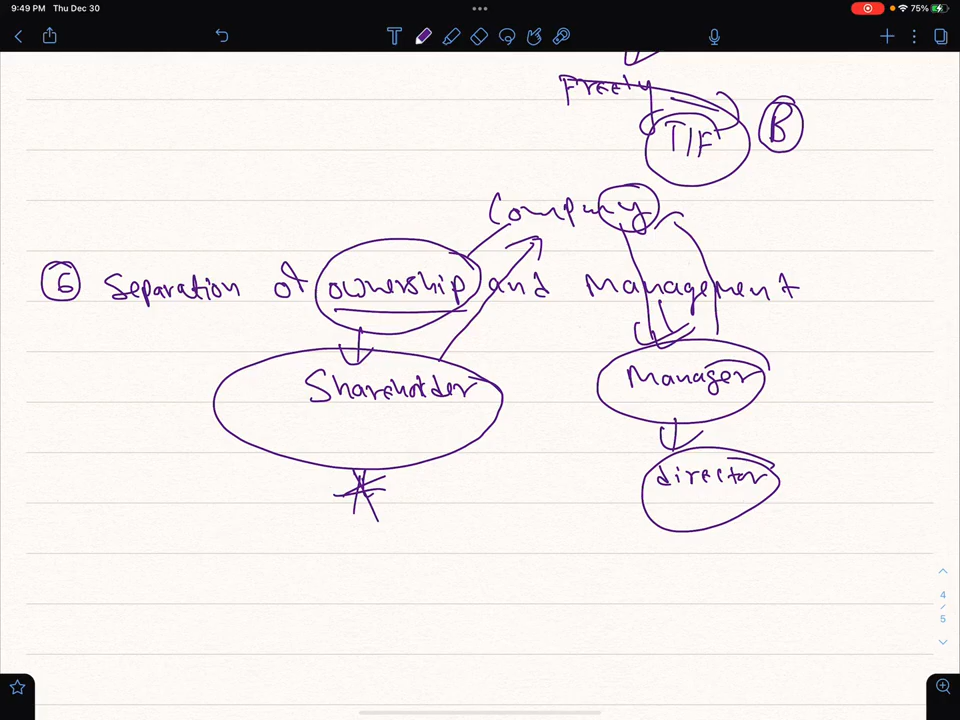 9:49 PM Thu Dec 30
75%
Freely
T/F
B
Company
6 Separation of ownership and Management
Shareholder
Manager
director
4
/
5